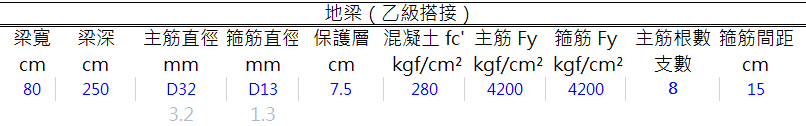 地梁（乙級搭接）
梁寬 梁深 主筋直徑 箍筋直徑 保護層 混凝土 fc' 主筋 Fy 箍筋 Fy 主筋根數 箍筋間距
cm cm mm mm cm kgf/cm² kgf/cm² kgf/cm² 支數 cm
80 250 D32 D13 7.5 280 4200 4200 8 15
3.2 1.3